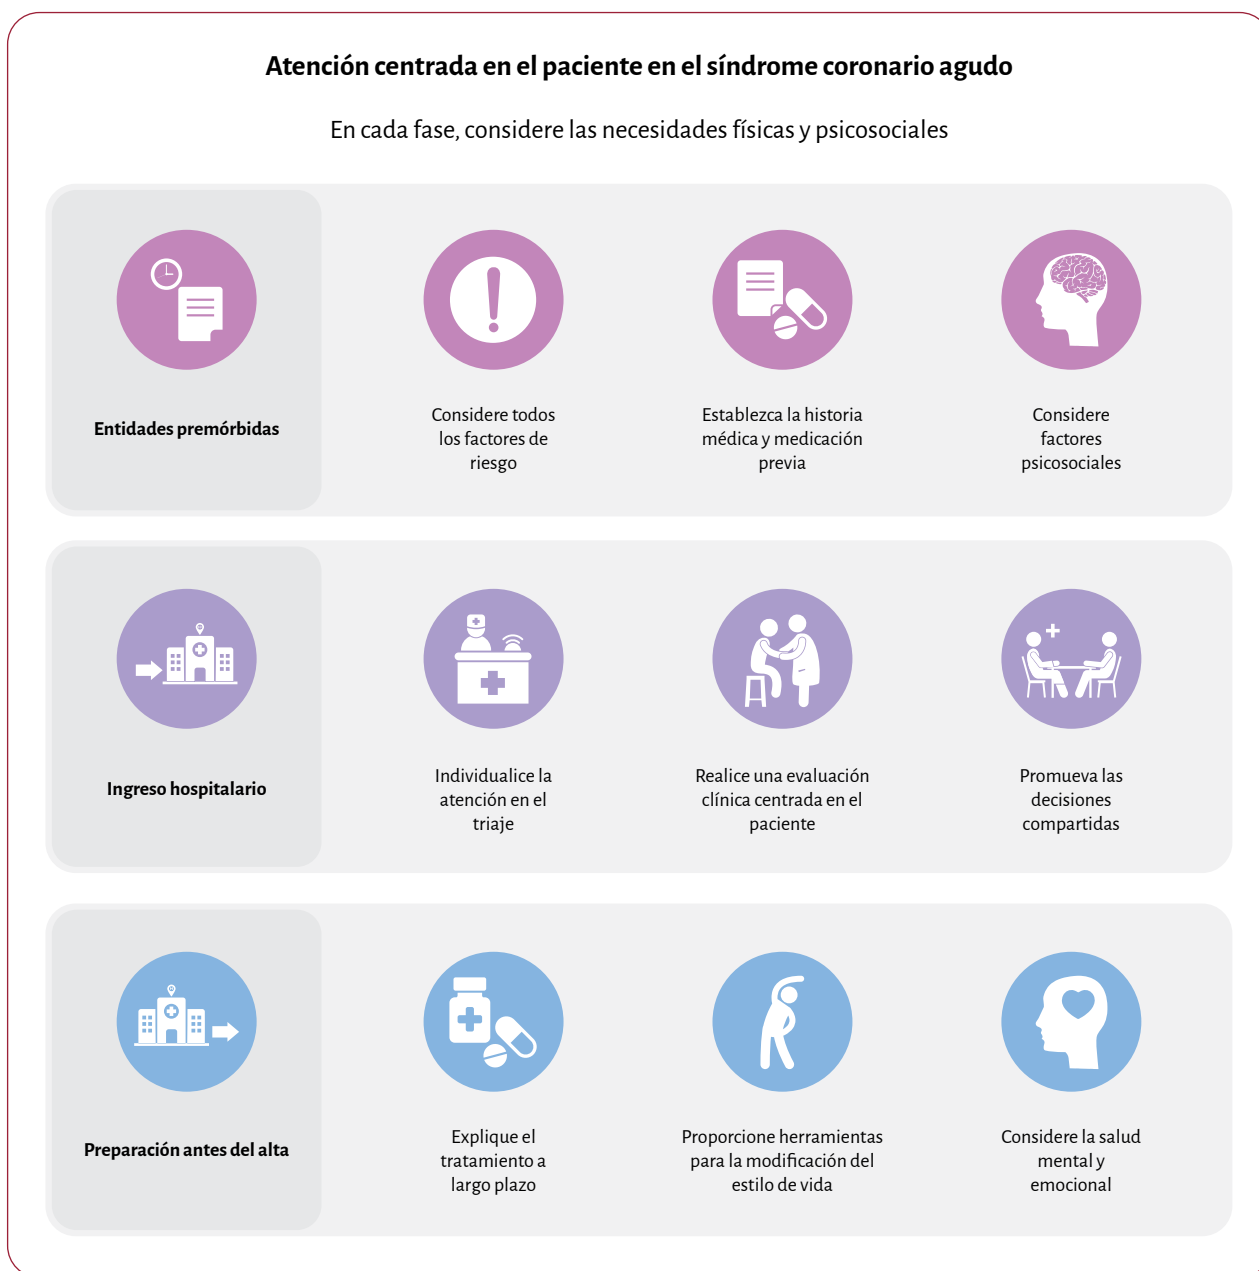 Atención centrada en el paciente en el síndrome coronario agudo
En cada fase, considere las necesidades físicas y psicosociales
Entidades premórbidas
Considere todos
los factores de
riesgo
Establezca la historia
médica y medicación
previa
Considere
factores
psicosociales
Ingreso hospitalario
Individualice la
atención en el
triaje
Realice una evaluación
clínica centrada en el
paciente
Promueva las
decisiones
compartidas
Preparación antes del alta
Explique el
tratamiento a
largo plazo
Proporcione herramientas
para la modificación del
estilo de vida
Considere la salud
mental y
emocional